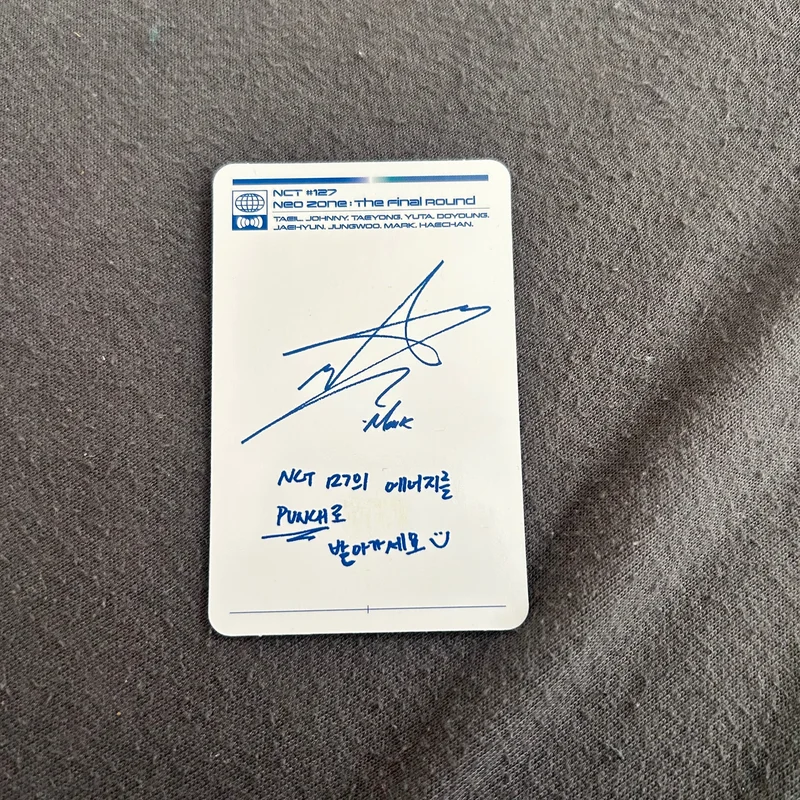 NCT #127
Neo Zone : The Final Round
TAEIL. JOHNNY. TAEYONG. YUTA. DOYOUNG.
JAEHYUN. JUNGWOO. MARK. HAECHAN.
Mark
NCT 127의 에너지를
PUNCH로
받아가세요